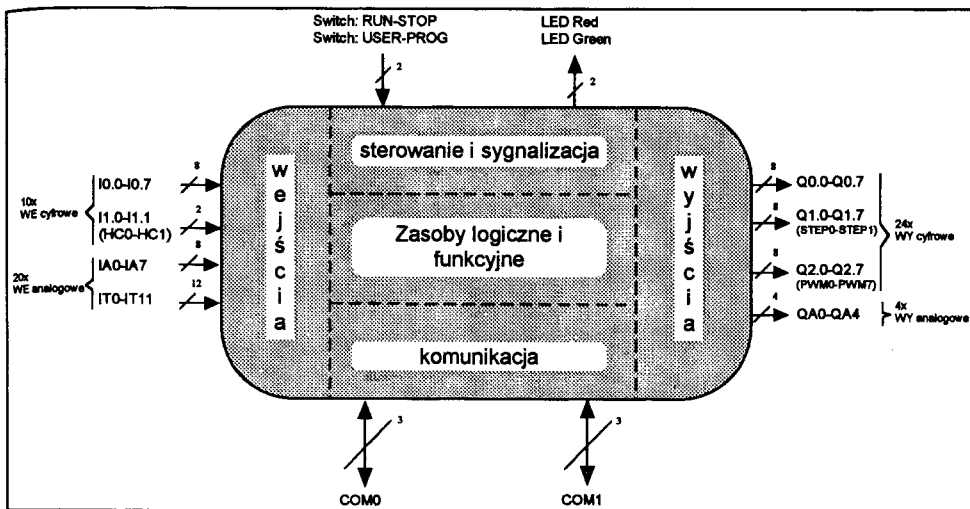 Switch: RUN-STOP
Switch: USER-PROG
LED Red
LED Green
2
2
sterowanie i sygnalizacja
wejścia
wyjścia
Zasoby logiczne i
funkcyjne
komunikacja
10x
WE cyfrowe
I0.0-I0.7
8
I1.0-I1.1
(HC0-HC1)
2
20x
WE analogowe
IA0-IA7
8
IT0-IT11
12
8
Q0.0-Q0.7
8
Q1.0-Q1.7
(STEP0-STEP1)
8
Q2.0-Q2.7
(PWM0-PWM7)
24x
WY cyfrowe
4
QA0-QA4
4x
WY analogowe
3
3
COM0
COM1